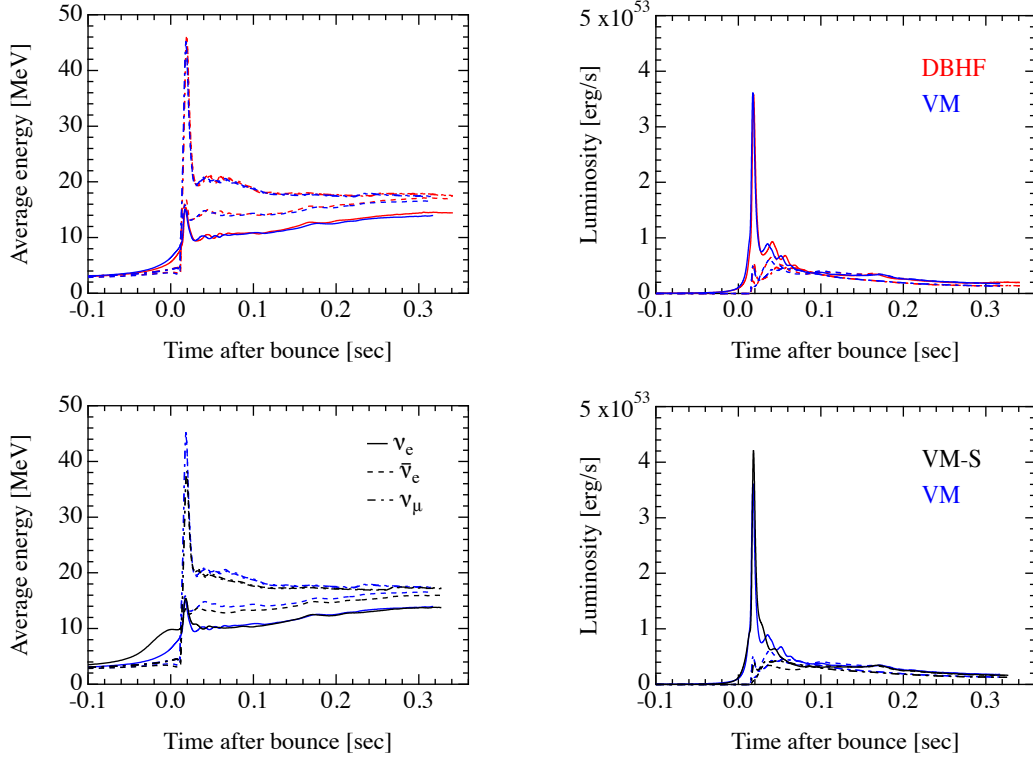 50
40
30
20
10
0
Average energy [MeV]
-0.1 0.0 0.1 0.2 0.3
Time after bounce [sec]
5 x10^53
4
3
2
1
0
Luminosity [erg/s]
DBHF
VM
-0.1 0.0 0.1 0.2 0.3
Time after bounce [sec]
50
40
30
20
10
0
Average energy [MeV]
ν_e
ν̄_e
ν_μ
-0.1 0.0 0.1 0.2 0.3
Time after bounce [sec]
5 x10^53
4
3
2
1
0
Luminosity [erg/s]
VM-S
VM
-0.1 0.0 0.1 0.2 0.3
Time after bounce [sec]